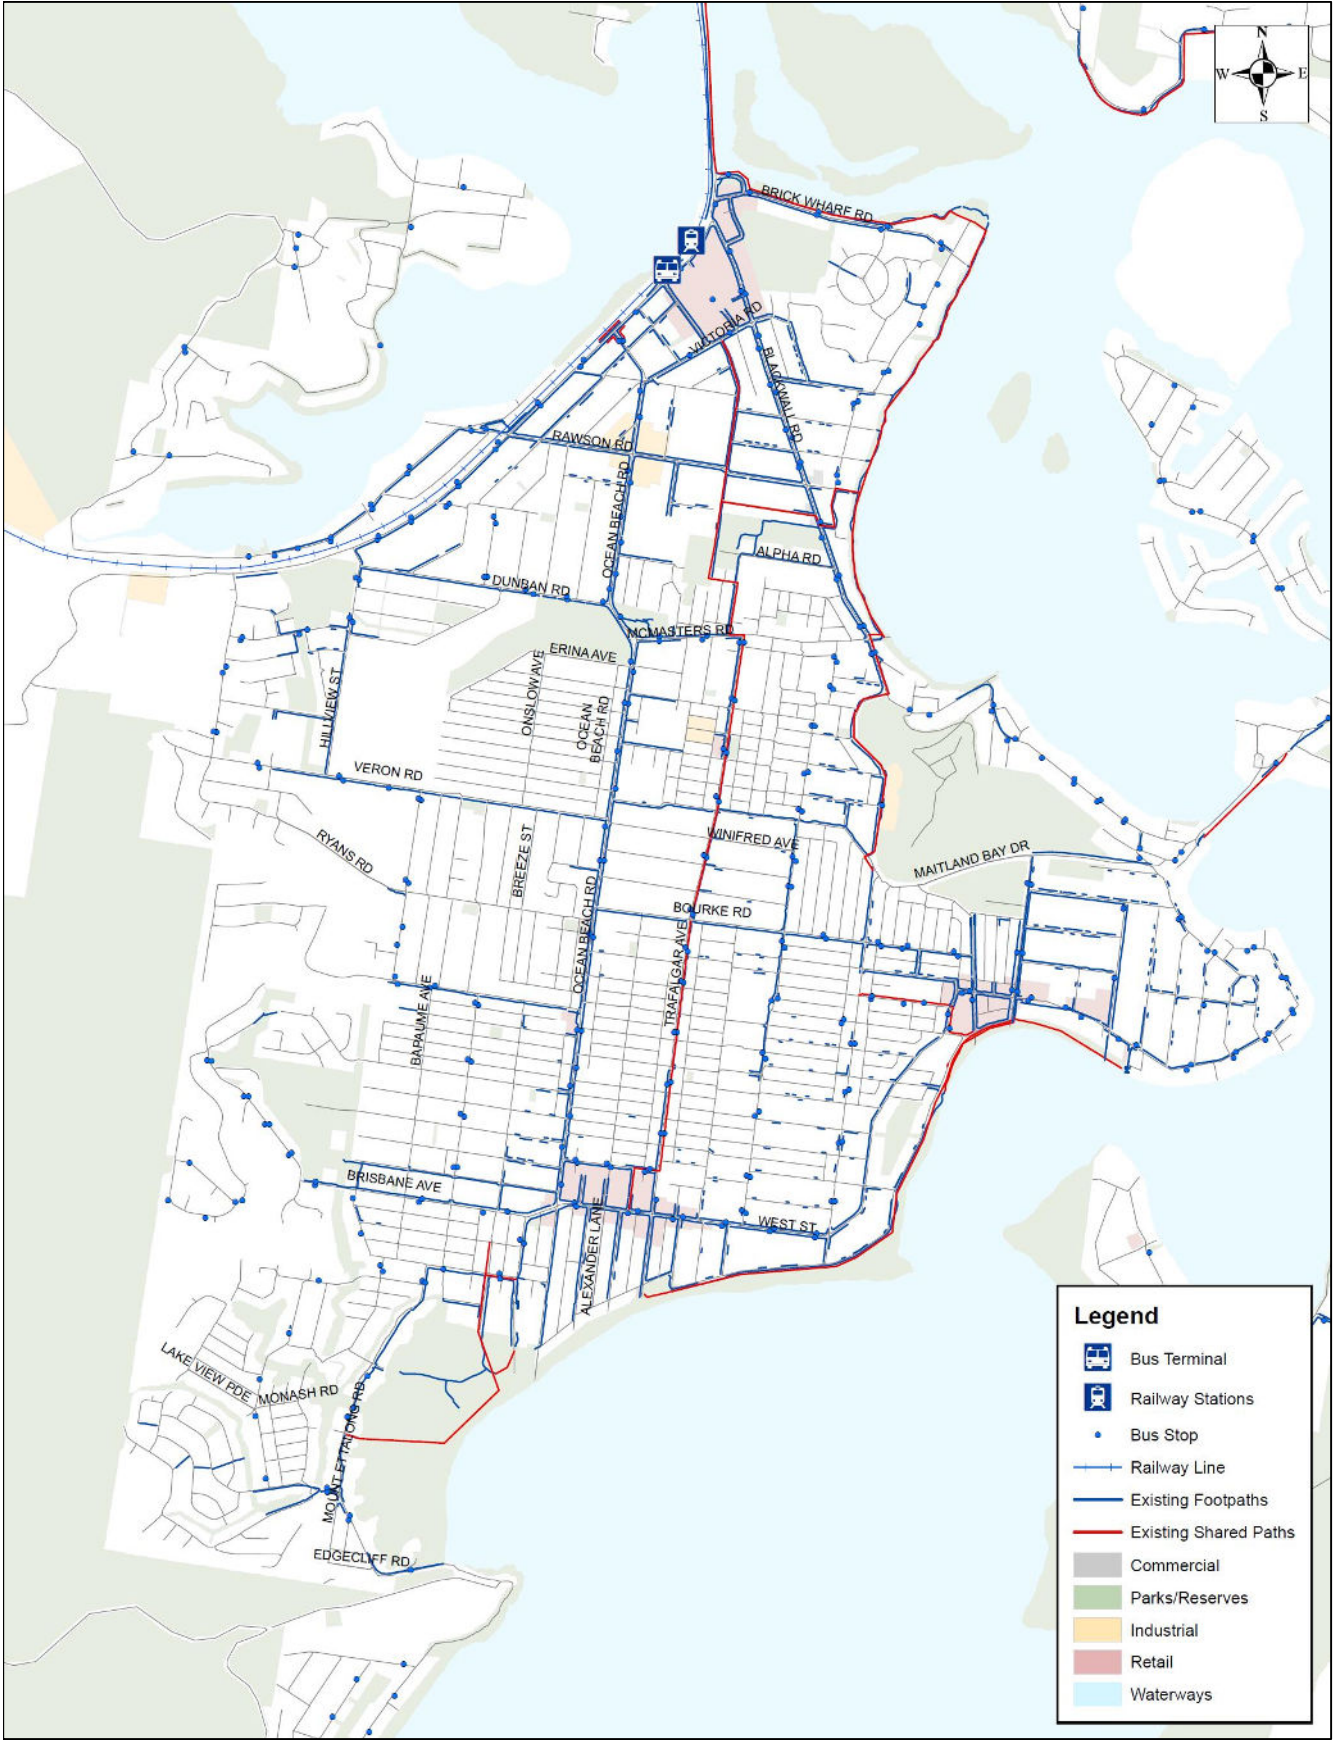 N
W E
S
BRICK WHARF RD
VICTORIA RD
BLACKWALL RD
RAWSON RD
OCEAN BEACH RD
ALPHA RD
DUNBAN RD
MCMASTERS RD
ERINA AVE
ONSLOW AVE
HILLVIEW ST
OCEAN
BEACH RD
VERON RD
RYANS RD
BREEZE ST
WINIFRED AVE
MAITLAND BAY DR
OCEAN BEACH RD
BOURKE RD
TRAFALGAR AVE
BAPAUME AVE
BRISBANE AVE
WEST ST
ALEXANDER LANE
LAKE VIEW PDE
MONASH RD
MOUNT ETTALONG RD
EDGECLIFF RD
Legend
Bus Terminal
Railway Stations
Bus Stop
Railway Line
Existing Footpaths
Existing Shared Paths
Commercial
Parks/Reserves
Industrial
Retail
Waterways